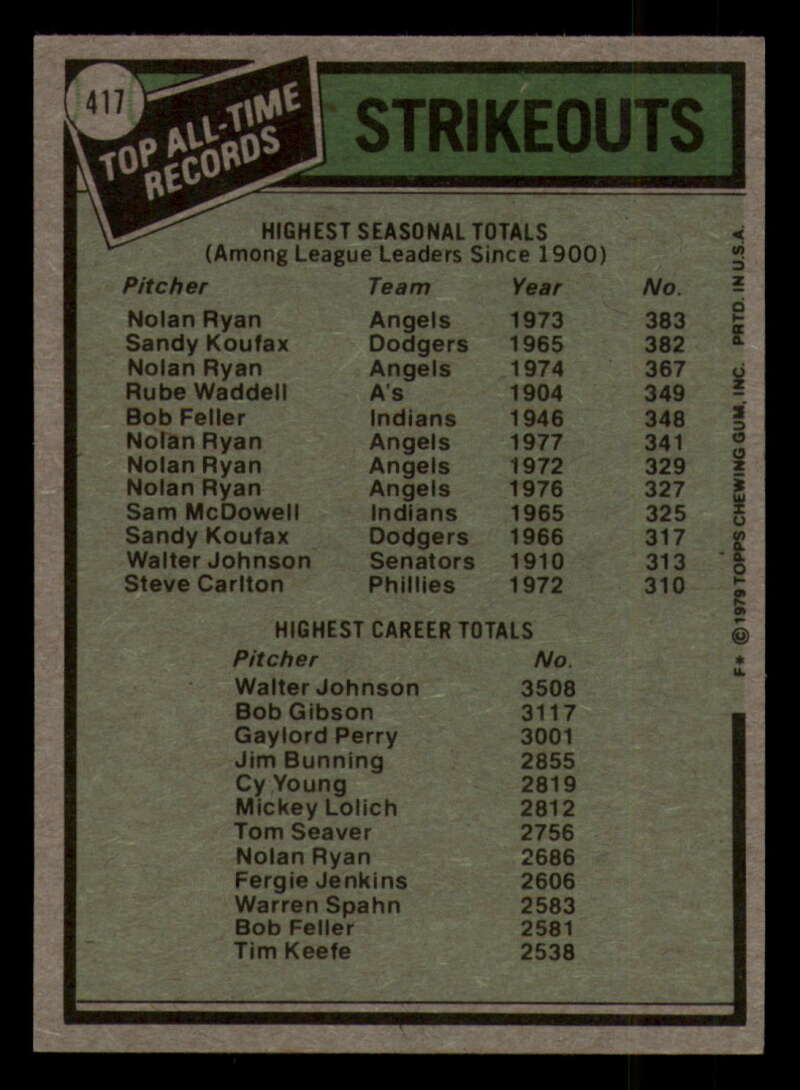 417
TOP ALL-TIME
RECORDS
STRIKEOUTS
HIGHEST SEASONAL TOTALS
(Among League Leaders Since 1900)
Pitcher Team Year No.
Nolan Ryan Angels 1973 383
Sandy Koufax Dodgers 1965 382
Nolan Ryan Angels 1974 367
Rube Waddell A's 1904 349
Bob Feller Indians 1946 348
Nolan Ryan Angels 1977 341
Nolan Ryan Angels 1972 329
Nolan Ryan Angels 1976 327
Sam McDowell Indians 1965 325
Sandy Koufax Dodgers 1966 317
Walter Johnson Senators 1910 313
Steve Carlton Phillies 1972 310
HIGHEST CAREER TOTALS
Pitcher No.
Walter Johnson 3508
Bob Gibson 3117
Gaylord Perry 3001
Jim Bunning 2855
Cy Young 2819
Mickey Lolich 2812
Tom Seaver 2756
Nolan Ryan 2686
Fergie Jenkins 2606
Warren Spahn 2583
Bob Feller 2581
Tim Keefe 2538
F* © 1979 TOPPS CHEWING GUM, INC. PRTD. IN U.S.A.